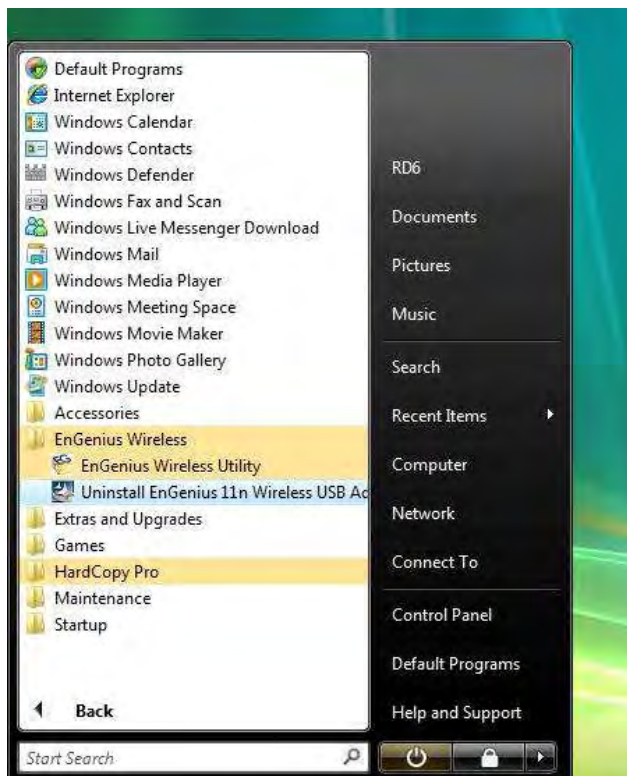 Default Programs
Internet Explorer
Windows Calendar
Windows Contacts
Windows Defender
Windows Fax and Scan
Windows Live Messenger Download
Windows Mail
Windows Media Player
Windows Meeting Space
Windows Movie Maker
Windows Photo Gallery
Windows Update
Accessories
EnGenius Wireless
EnGenius Wireless Utility
Uninstall EnGenius 11n Wireless USB Ad
Extras and Upgrades
Games
HardCopy Pro
Maintenance
Startup
Back
Start Search
RD6
Documents
Pictures
Music
Search
Recent Items
Computer
Network
Connect To
Control Panel
Default Programs
Help and Support